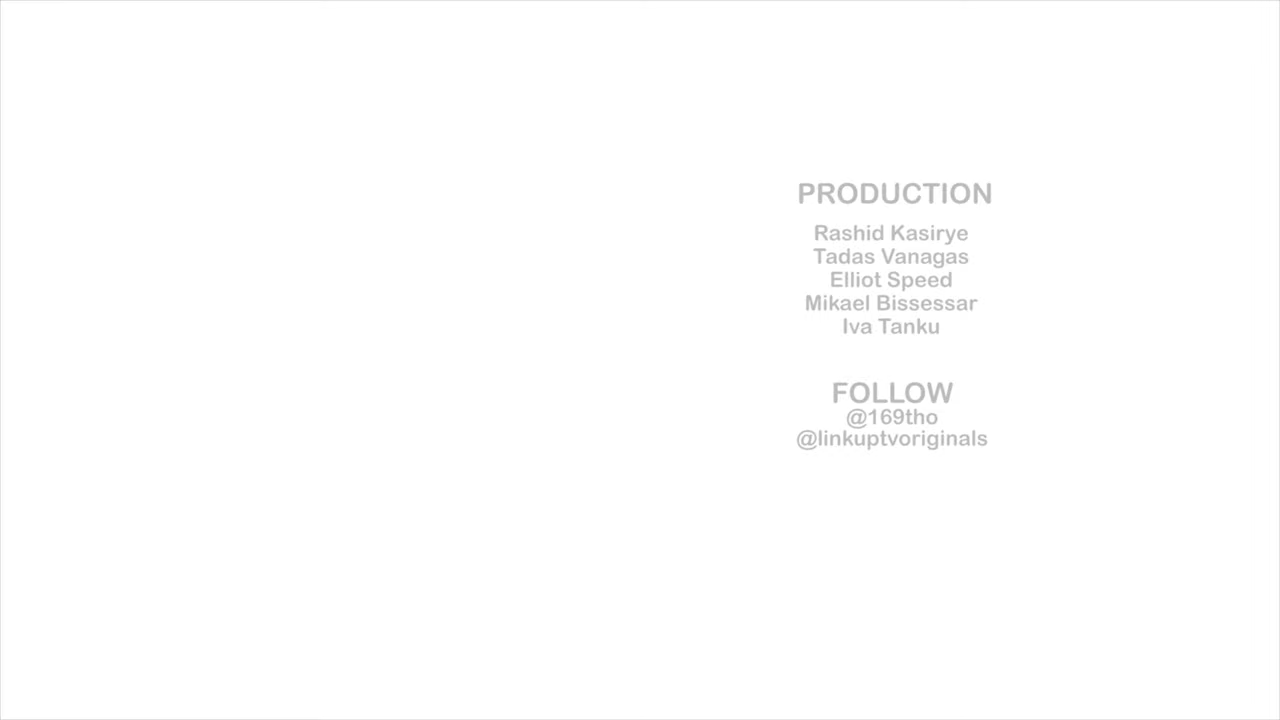 PRODUCTION
Rashid Kasirye
Tadas Vanagas
Elliot Speed
Mikael Bissessar
Iva Tanku
FOLLOW
@169tho
@linkuptvoriginals